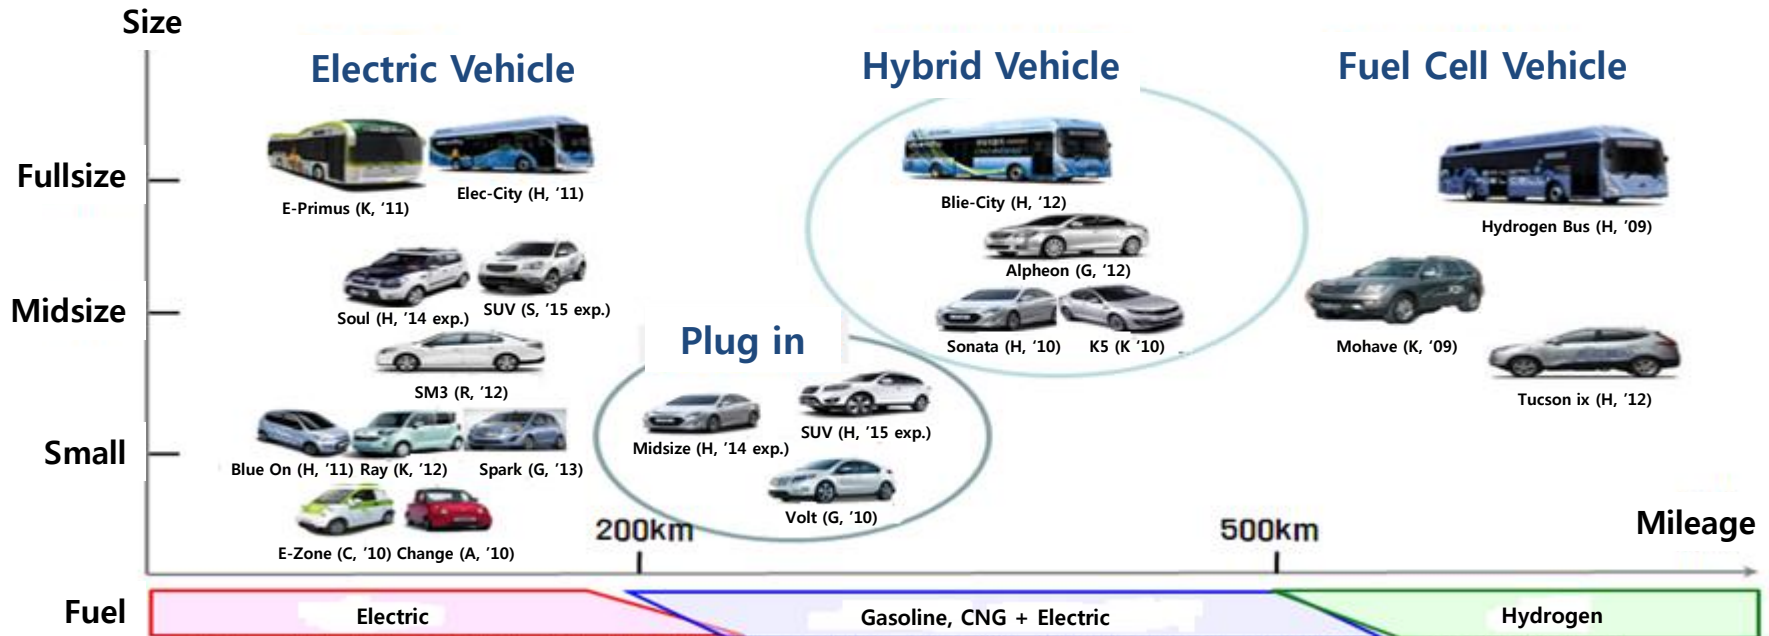 Size
Electric Vehicle
Hybrid Vehicle
Fuel Cell Vehicle
Fullsize
E-Primus (K, '11)
Elec-City (H, '11)
Blie-City (H, '12)
Hydrogen Bus (H, '09)
Alpheon (G, '12)
Midsize
Soul (H, '14 exp.)
SUV (S, '15 exp.)
Sonata (H, '10)
K5 (K '10)
Mohave (K, '09)
Plug in
SM3 (R, '12)
Tucson ix (H, '12)
Small
Midsize (H, '14 exp.)
SUV (H, '15 exp.)
Blue On (H, '11)
Ray (K, '12)
Spark (G, '13)
Volt (G, '10)
E-Zone (C, '10)
Change (A, '10)
200km
500km
Mileage
Fuel
Electric
Gasoline, CNG + Electric
Hydrogen